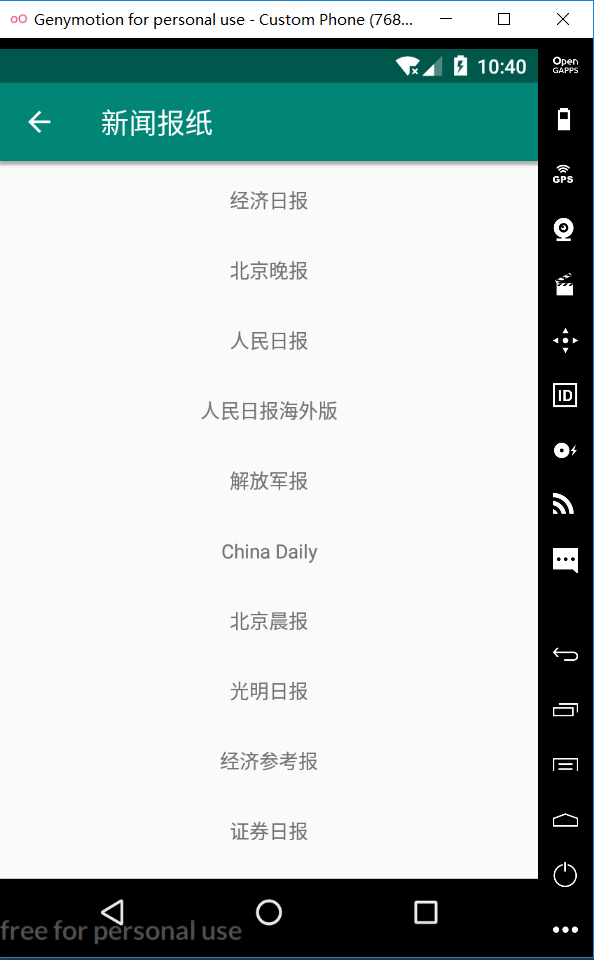 Genymotion for personal use - Custom Phone (768...
10:40
Open
GAPPS
新闻报纸
经济日报
GPS
北京晚报
人民日报
人民日报海外版
ID
解放军报
China Daily
北京晨报
光明日报
经济参考报
证券日报
free for personal use